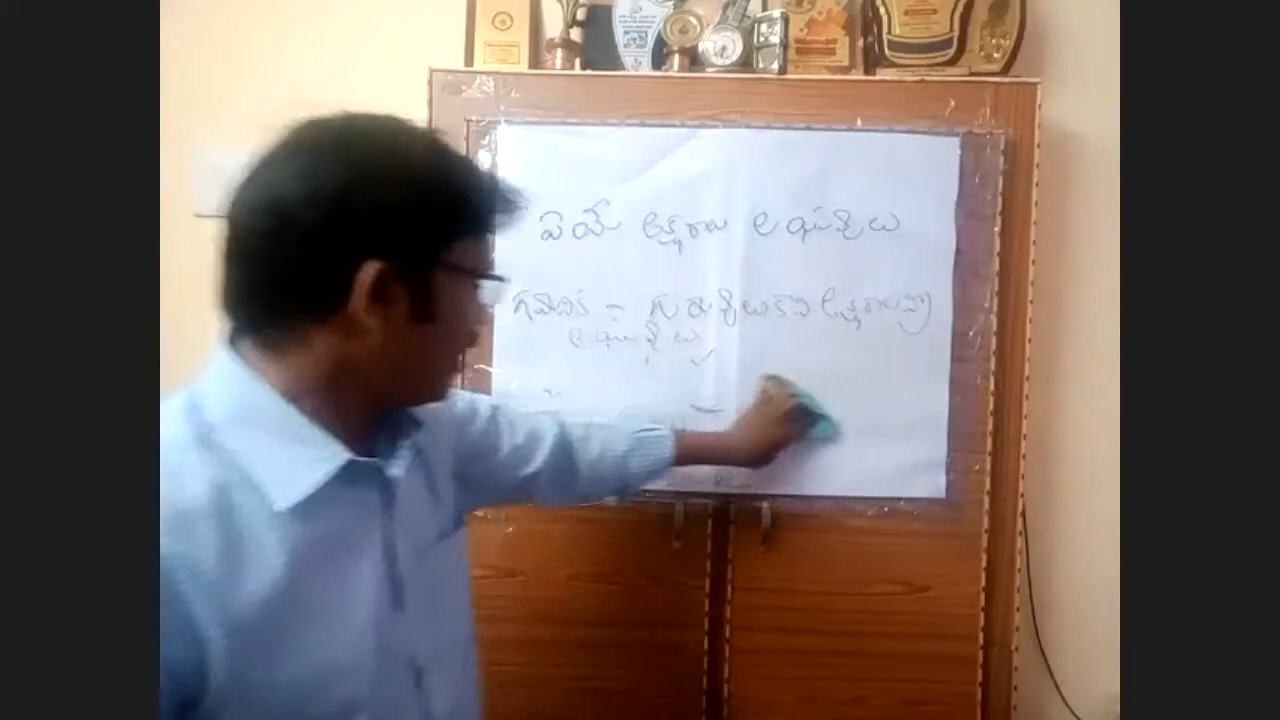 ఏయే అక్షరాలు లఘువులు
గమనిక :- గురువులుకాని అక్షరాలన్నీ
లఘువులు